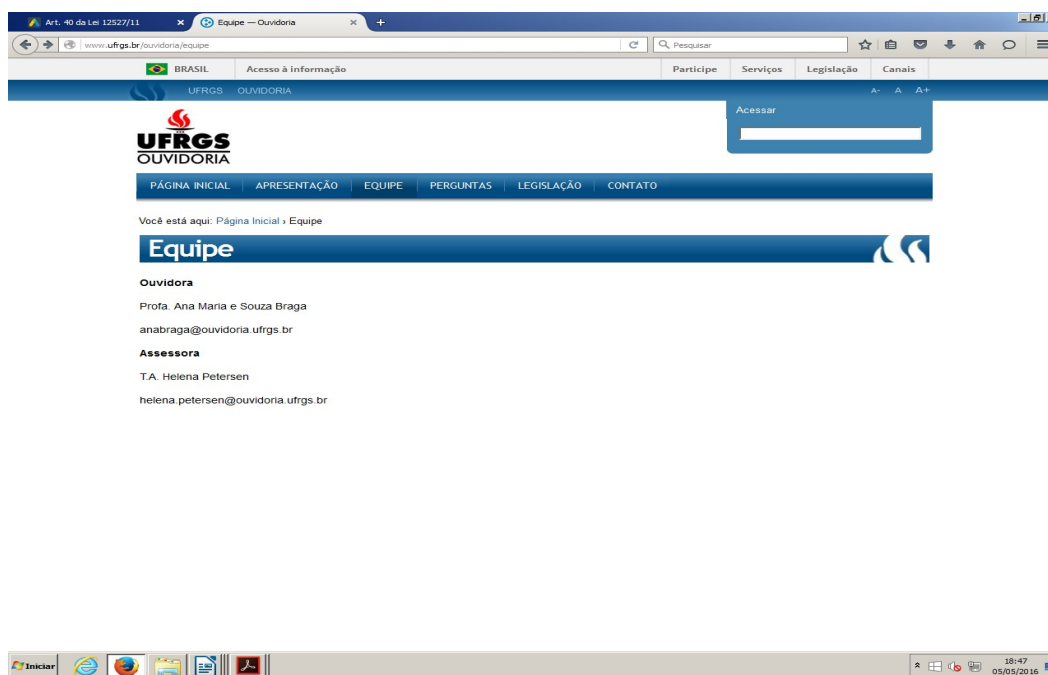 Art. 40 da Lei 12527/11
Equipe — Ouvidoria
www.ufrgs.br/ouvidoria/equipe
Pesquisar
BRASIL Acesso à informação Participe Serviços Legislação Canais
UFRGS OUVIDORIA A- A A+
Acessar
UFRGS
OUVIDORIA
PÁGINA INICIAL APRESENTAÇÃO EQUIPE PERGUNTAS LEGISLAÇÃO CONTATO
Você está aqui: Página Inicial › Equipe
Equipe
Ouvidora
Profa. Ana Maria e Souza Braga
anabraga@ouvidoria.ufrgs.br
Assessora
T.A. Helena Petersen
helena.petersen@ouvidoria.ufrgs.br
Iniciar
18:47
05/05/2016